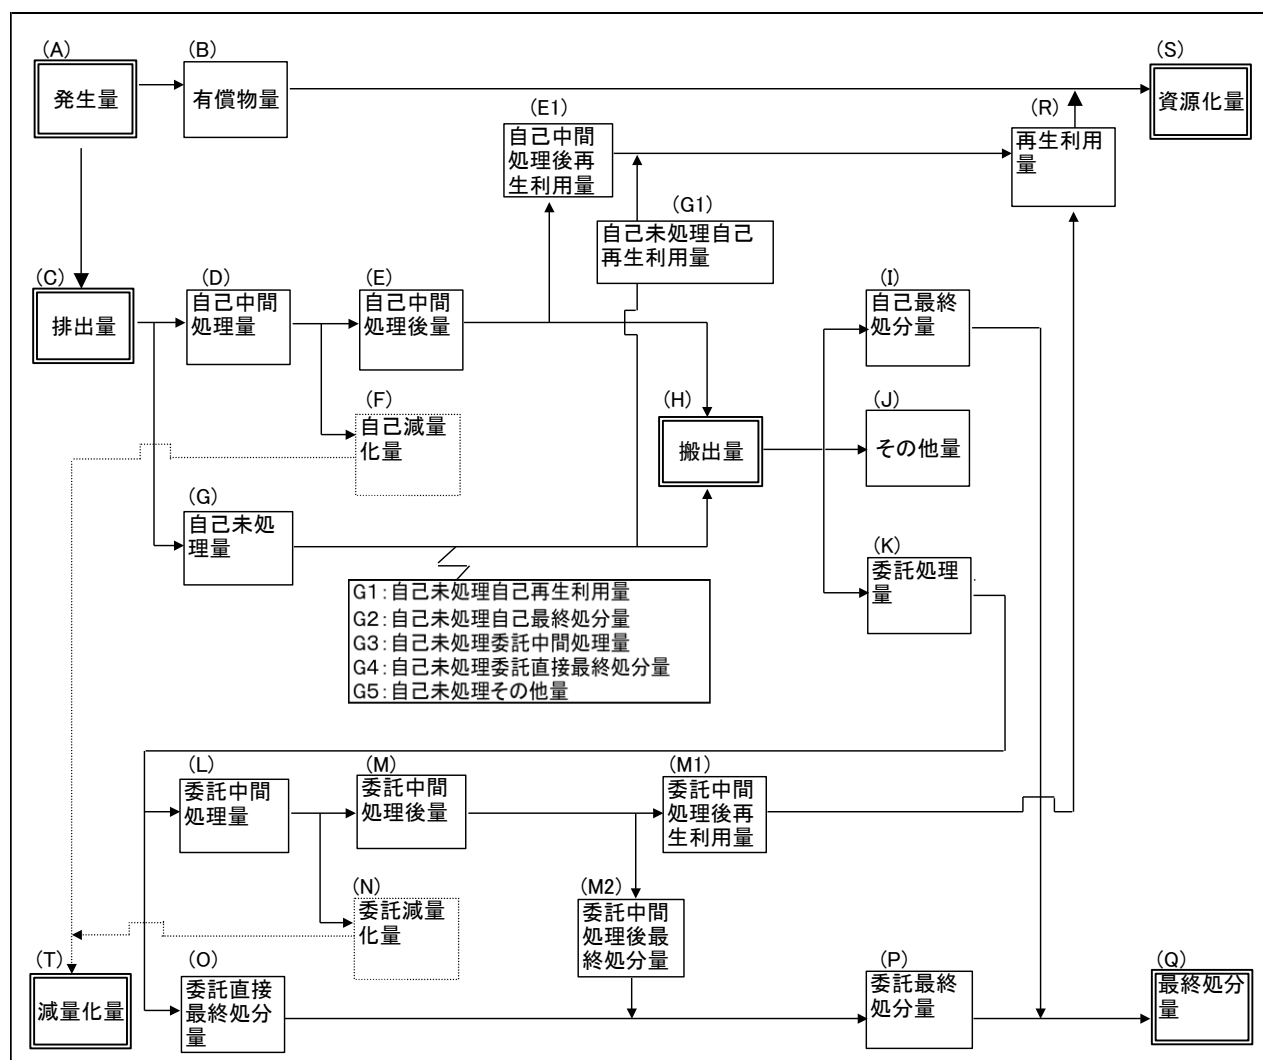 (A)
発生量
(B)
有償物量
(S)
資源化量
(E1)
自己中間
処理後再
生利用量
(R)
再生利用
量
(G1)
自己未処理自己
再生利用量
(C)
排出量
(D)
自己中間
処理量
(E)
自己中間
処理後量
(I)
自己最終
処分量
(F)
自己減量
化量
(H)
搬出量
(J)
その他量
(G)
自己未処
理量
(K)
委託処理
量
G1:自己未処理自己再生利用量
G2:自己未処理自己最終処分量
G3:自己未処理委託中間処理量
G4:自己未処理委託直接最終処分量
G5:自己未処理その他量
(L)
委託中間
処理量
(M)
委託中間
処理後量
(M1)
委託中間
処理後再
生利用量
(N)
委託減量
化量
(M2)
委託中間
処理後最
終処分量
(T)
減量化量
(O)
委託直接
最終処分
量
(P)
委託最終
処分量
(Q)
最終処分
量